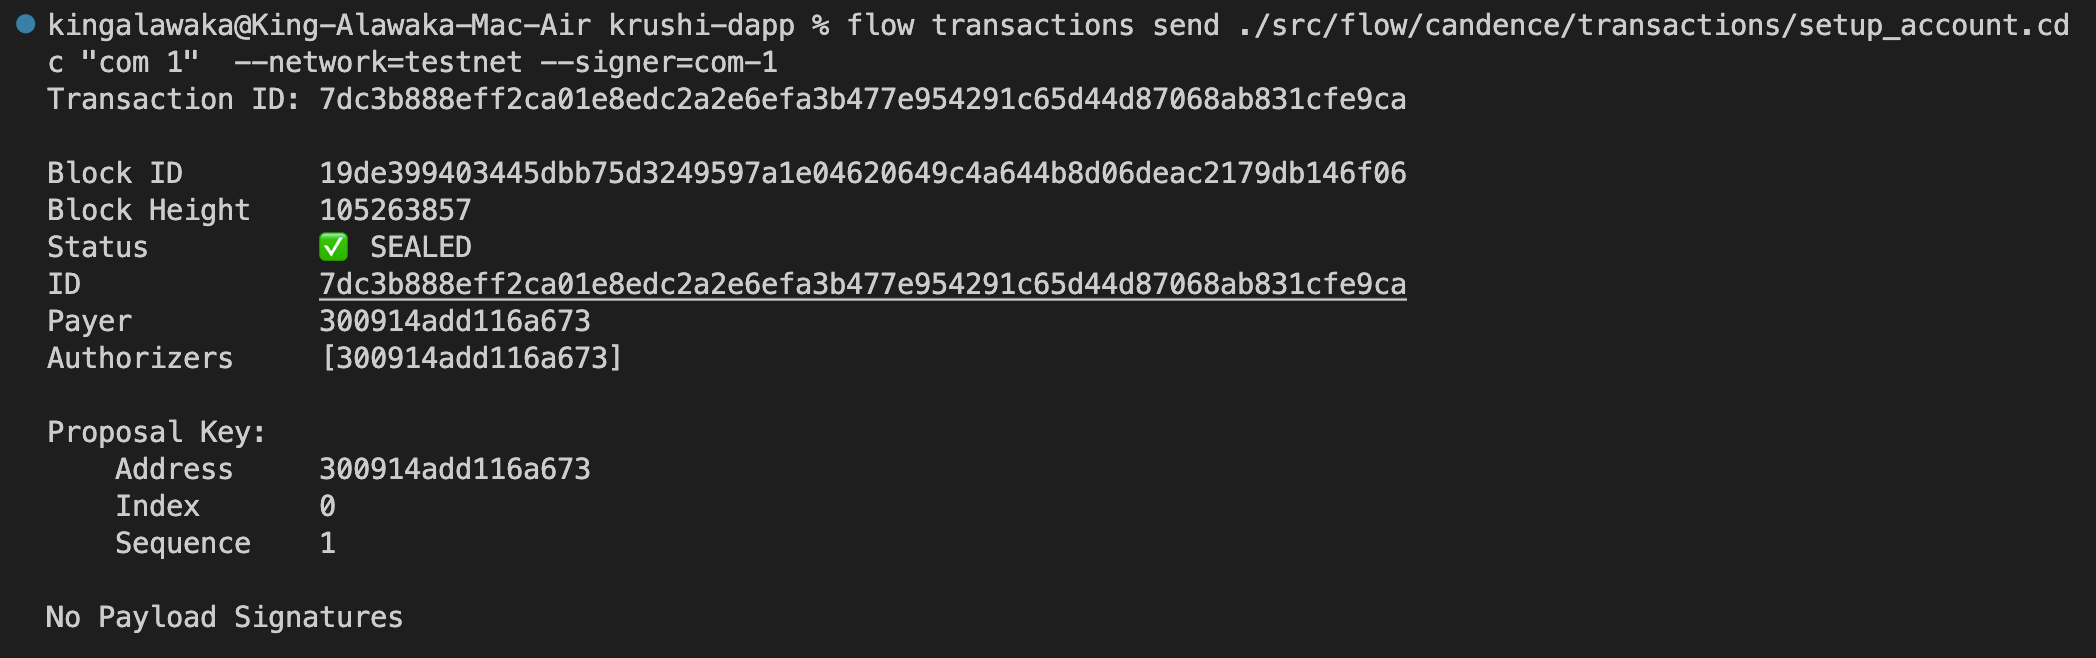 kingalawaka@King-Alawaka-Mac-Air krushi-dapp % flow transactions send ./src/flow/candence/transactions/setup_account.cd
c "com 1"  --network=testnet --signer=com-1
Transaction ID: 7dc3b888eff2ca01e8edc2a2e6efa3b477e954291c65d44d87068ab831cfe9ca
Block ID 19de399403445dbb75d3249597a1e04620649c4a644b8d06deac2179db146f06
Block Height 105263857
Status ✅ SEALED
ID 7dc3b888eff2ca01e8edc2a2e6efa3b477e954291c65d44d87068ab831cfe9ca
Payer 300914add116a673
Authorizers [300914add116a673]
Proposal Key:
Address 300914add116a673
Index 0
Sequence 1
No Payload Signatures